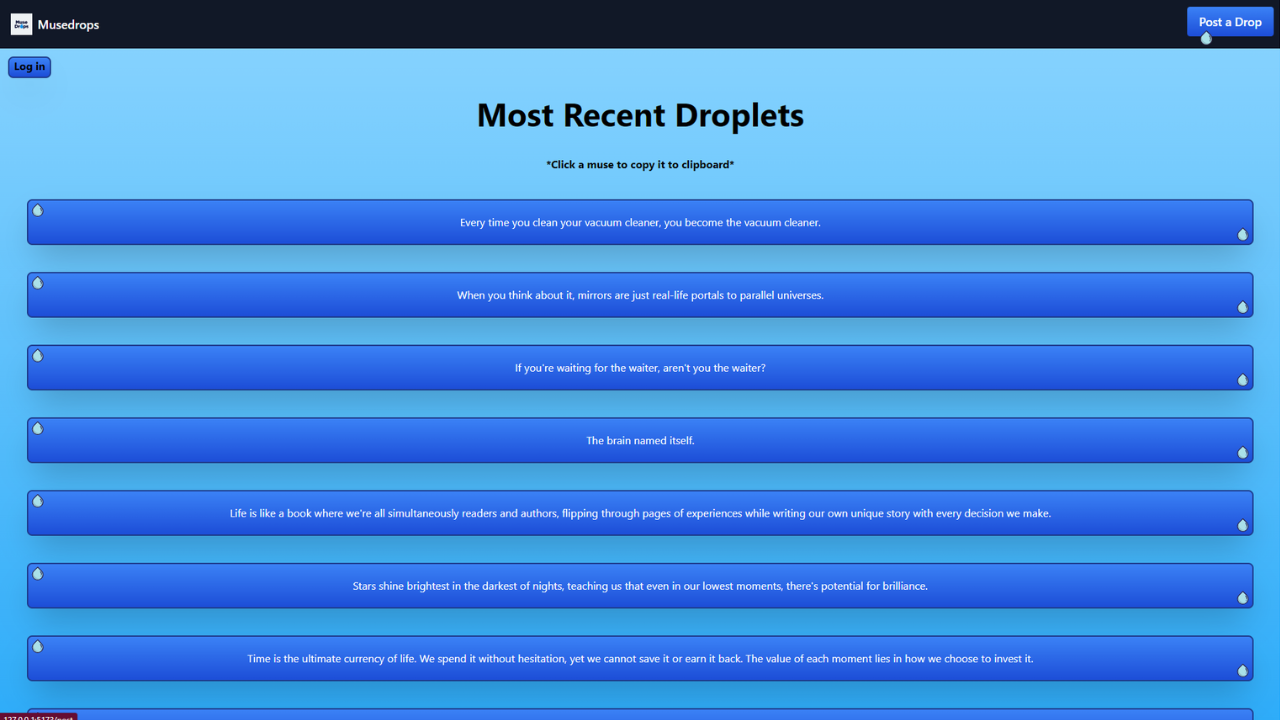 Muse
Drops
Musedrops
Post a Drop
Log in
Most Recent Droplets
*Click a muse to copy it to clipboard*
Every time you clean your vacuum cleaner, you become the vacuum cleaner.
When you think about it, mirrors are just real-life portals to parallel universes.
If you're waiting for the waiter, aren't you the waiter?
The brain named itself.
Life is like a book where we're all simultaneously readers and authors, flipping through pages of experiences while writing our own unique story with every decision we make.
Stars shine brightest in the darkest of nights, teaching us that even in our lowest moments, there's potential for brilliance.
Time is the ultimate currency of life. We spend it without hesitation, yet we cannot save it or earn it back. The value of each moment lies in how we choose to invest it.
127.0.0.1:5173/post